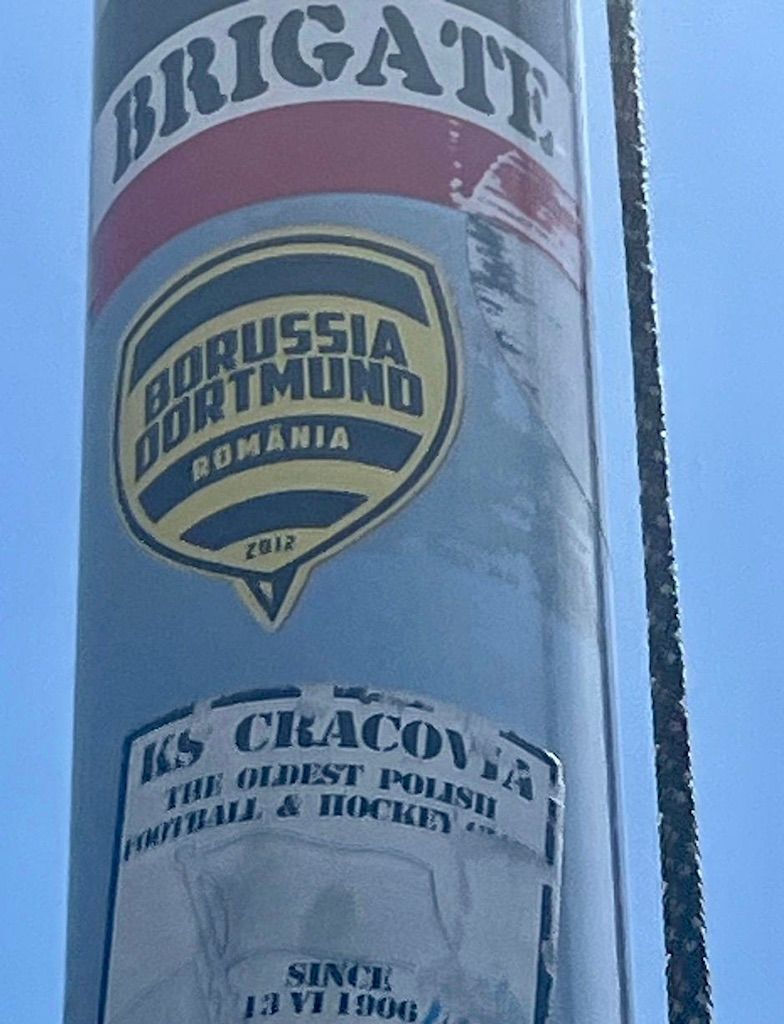 BRIGATE
BORUSSIA
DORTMUND
ROMÂNIA
2012
KS CRACOVIA
THE OLDEST POLISH
FOOTBALL & HOCKEY
SINCE
13 VI 1906